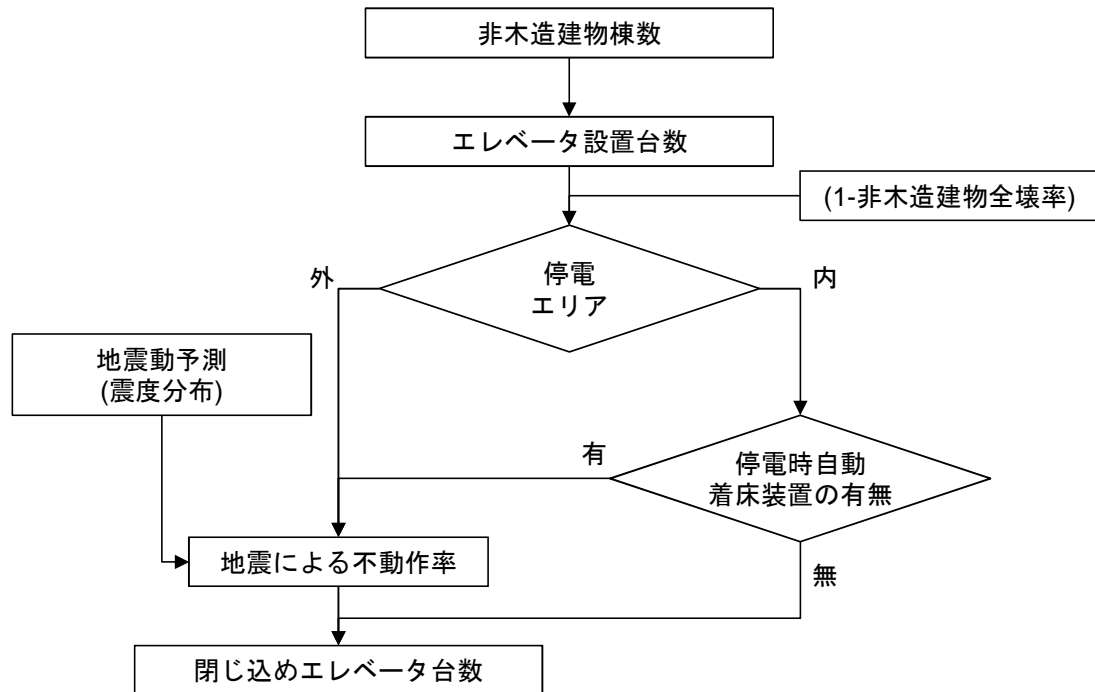 非木造建物棟数
エレベータ設置台数
(1-非木造建物全壊率)
停電
エリア
外
内
地震動予測
(震度分布)
有
停電時自動
着床装置の有無
地震による不動作率
無
閉じ込めエレベータ台数